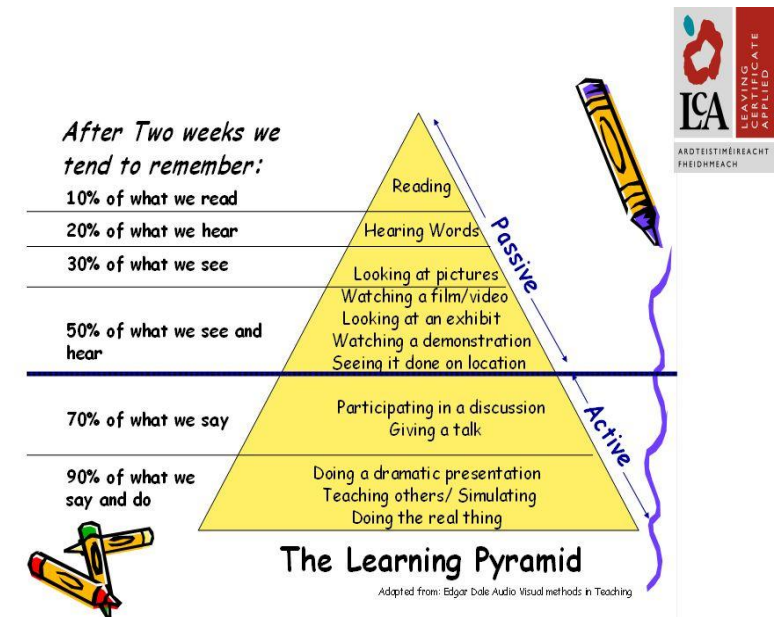 LCA
LEAVING
CERTIFICATE
APPLIED
ARDTEISTIMÉIREACHT
FHEIDHMEACH
After Two weeks we
tend to remember:
10% of what we read
Reading
20% of what we hear
Hearing Words
30% of what we see
Looking at pictures
50% of what we see and
hear
Watching a film/video
Looking at an exhibit
Watching a demonstration
Seeing it done on location
Passive
70% of what we say
Participating in a discussion
Giving a talk
Active
90% of what we
say and do
Doing a dramatic presentation
Teaching others/ Simulating
Doing the real thing
The Learning Pyramid
Adapted from: Edgar Dale Audio Visual methods in Teaching